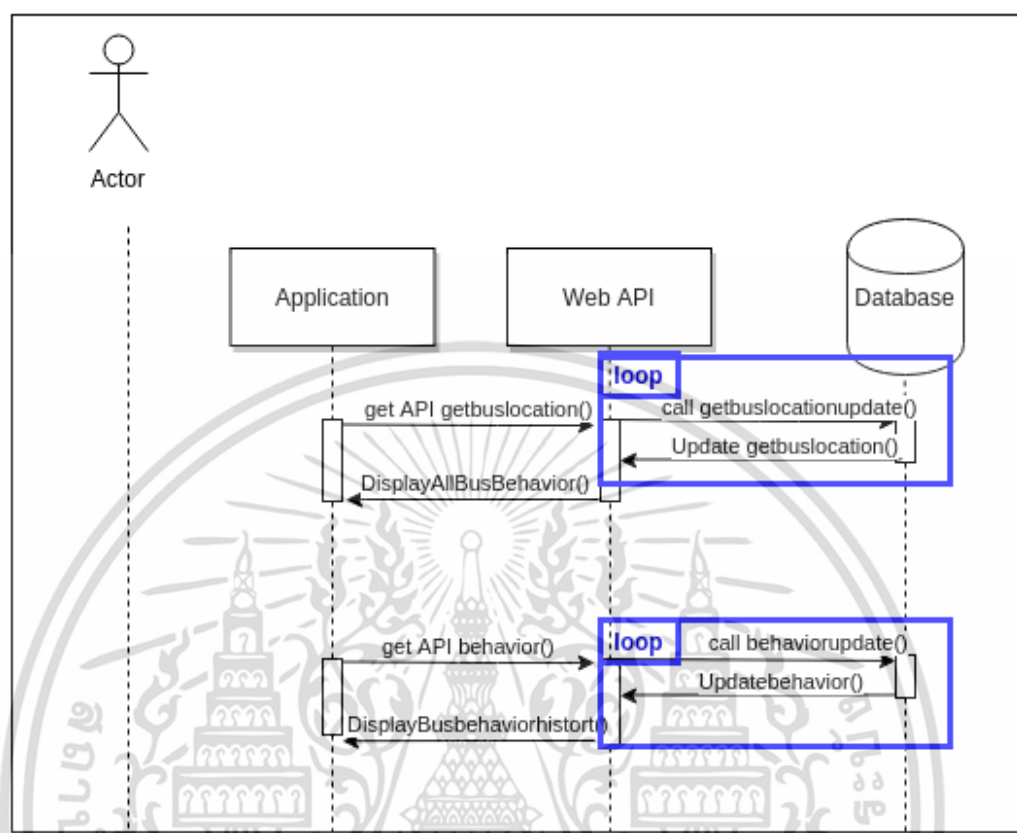 Actor
Application
Web API
Database
loop
get API getbuslocation()
call getbuslocationupdate()
Update getbuslocation()
DisplayAllBusBehavior()
loop
get API behavior()
call behaviorupdate()
Updatebehavior()
DisplayBusbehaviorhistort()